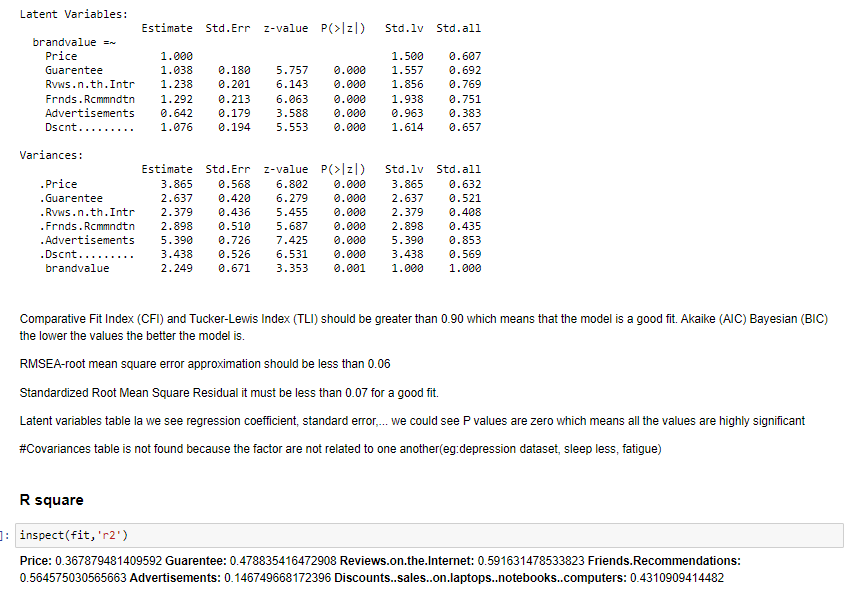 Latent Variables:
Estimate Std.Err z-value P(>|z|) Std.lv Std.all
brandvalue =~
Price 1.000 1.500 0.607
Guarentee 1.038 0.180 5.757 0.000 1.557 0.692
Rvws.n.th.Intr 1.238 0.201 6.143 0.000 1.856 0.769
Frnds.Rcmmndtn 1.292 0.213 6.063 0.000 1.938 0.751
Advertisements 0.642 0.179 3.588 0.000 0.963 0.383
Dscnt......... 1.076 0.194 5.553 0.000 1.614 0.657
Variances:
Estimate Std.Err z-value P(>|z|) Std.lv Std.all
.Price 3.865 0.568 6.802 0.000 3.865 0.632
.Guarentee 2.637 0.420 6.279 0.000 2.637 0.521
.Rvws.n.th.Intr 2.379 0.436 5.455 0.000 2.379 0.408
.Frnds.Rcmmndtn 2.898 0.510 5.687 0.000 2.898 0.435
.Advertisements 5.390 0.726 7.425 0.000 5.390 0.853
.Dscnt......... 3.438 0.526 6.531 0.000 3.438 0.569
brandvalue 2.249 0.671 3.353 0.001 1.000 1.000
Comparative Fit Index (CFI) and Tucker-Lewis Index (TLI) should be greater than 0.90 which means that the model is a good fit. Akaike (AIC) Bayesian (BIC)
the lower the values the better the model is.
RMSEA-root mean square error approximation should be less than 0.06
Standardized Root Mean Square Residual it must be less than 0.07 for a good fit.
Latent variables table la we see regression coefficient, standard error,... we could see P values are zero which means all the values are highly significant
#Covariances table is not found because the factor are not related to one another(eg:depression dataset, sleep less, fatigue)
R square
]: inspect(fit,'r2')
Price: 0.367879481409592 Guarentee: 0.478835416472908 Reviews.on.the.Internet: 0.591631478533823 Friends.Recommendations:
0.564575030565663 Advertisements: 0.146749668172396 Discounts..sales..on.laptops..notebooks..computers: 0.4310909414482